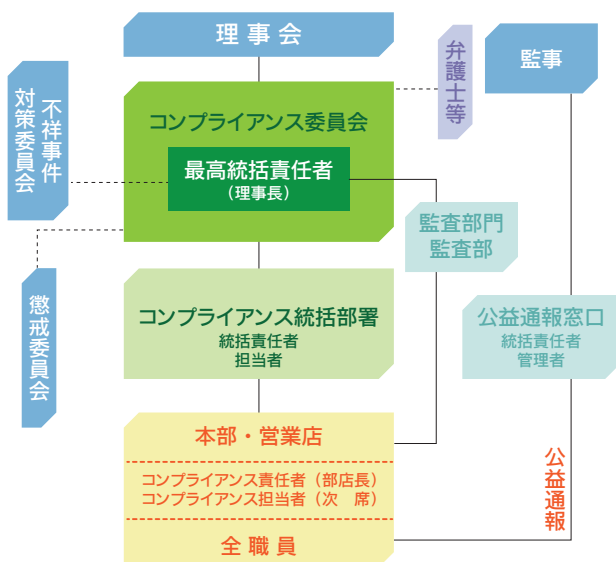 理事会
弁護士等
監事
不祥事件
対策委員会
コンプライアンス委員会
最高統括責任者
（理事長）
監査部門
監査部
懲戒委員会
コンプライアンス統括部署
統括責任者
担当者
公益通報窓口
統括責任者
管理者
本部・営業店
コンプライアンス責任者（部店長）
コンプライアンス担当者（次　席）
公益通報
全職員